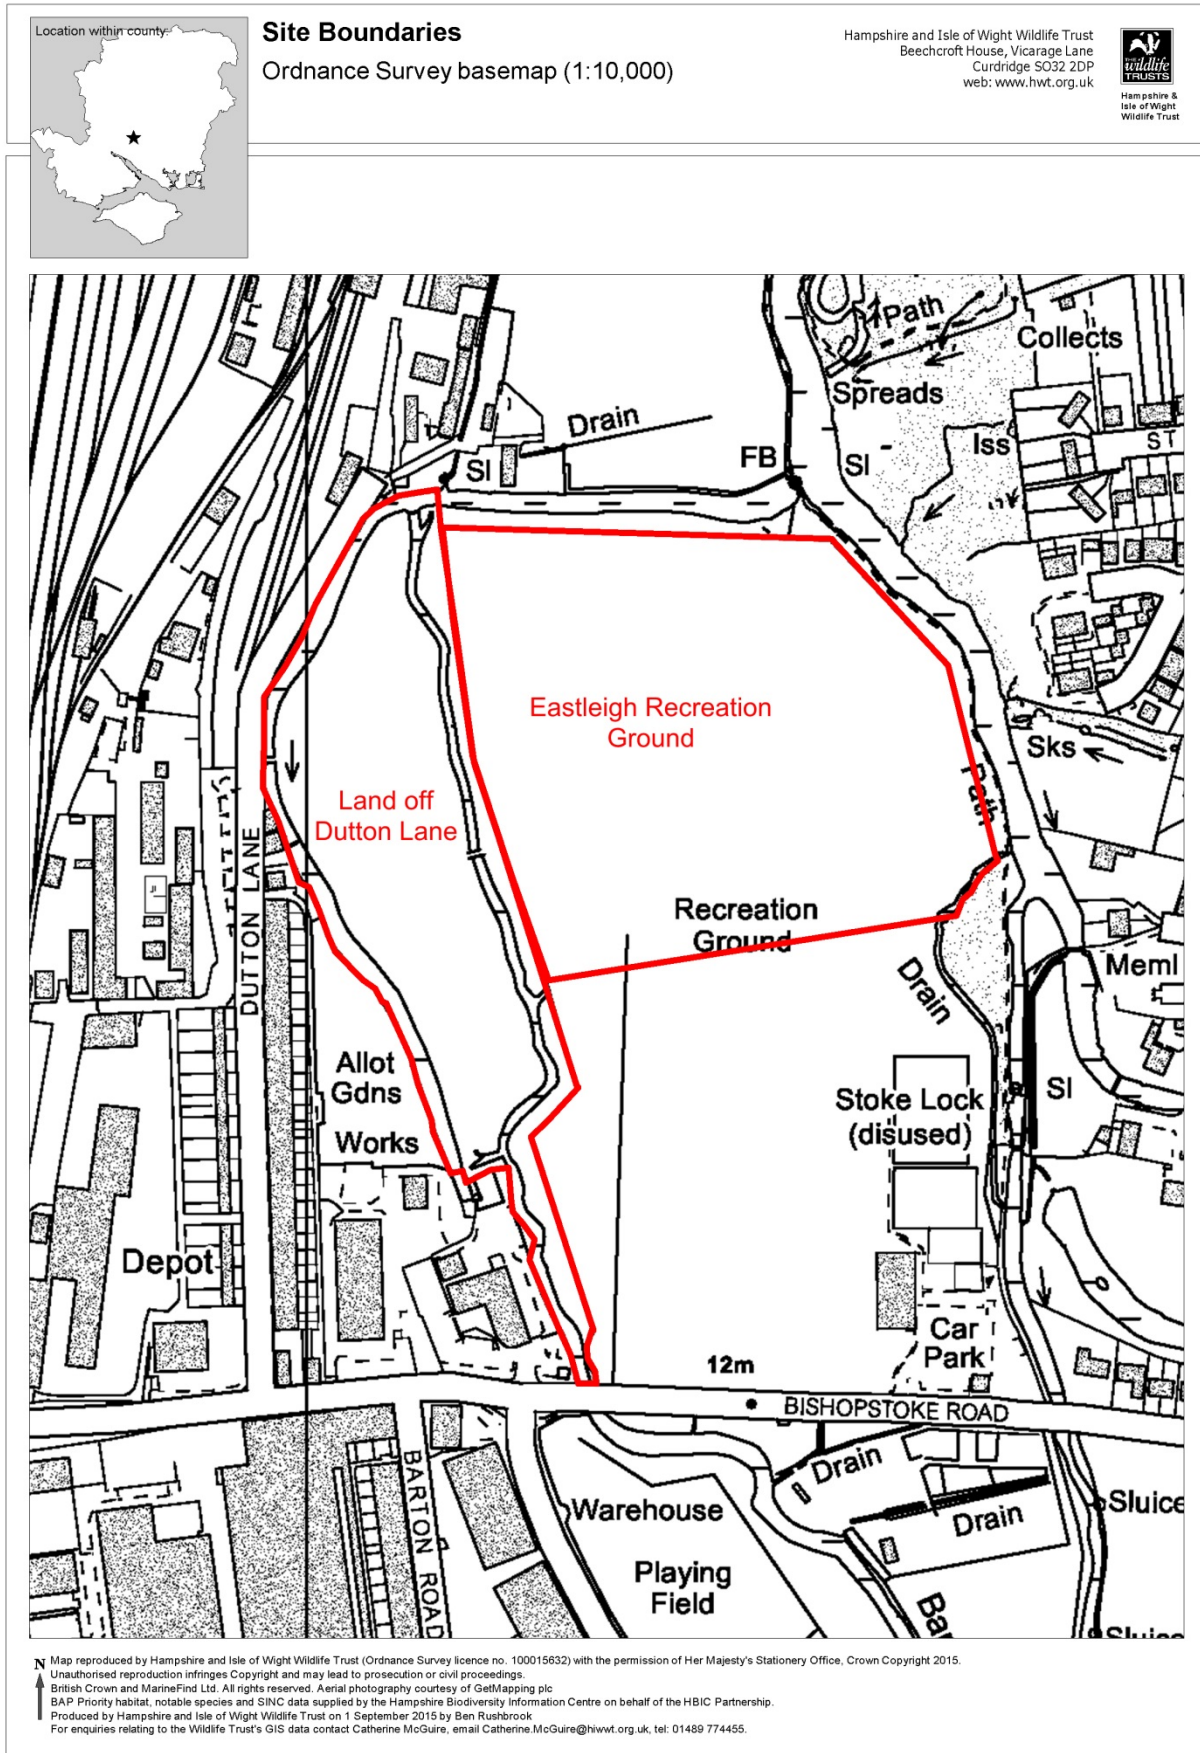 Location within county:
Site Boundaries
Ordnance Survey basemap (1:10,000)
Hampshire and Isle of Wight Wildlife Trust
Beechcroft House, Vicarage Lane
Curdridge SO32 2DP
web: www.hwt.org.uk
THE
wildlife
TRUSTS
Hampshire &
Isle of Wight
Wildlife Trust
Path
Collects
Spreads
Drain
Iss
ST
SI
FB
SI
Eastleigh Recreation
Ground
Sks
Path
Land off
Dutton Lane
DUTTON LANE
Recreation
Ground
Drain
Meml
Allot
Gdns
Stoke Lock
(disused)
SI
Works
Depot
Car
Park
12m
BISHOPSTOKE ROAD
BARTON ROAD
Drain
Warehouse
Drain
Sluice
Playing
Field
Bar
Sluice
N
Map reproduced by Hampshire and Isle of Wight Wildlife Trust (Ordnance Survey licence no. 100015632) with the permission of Her Majesty's Stationery Office, Crown Copyright 2015.
Unauthorised reproduction infringes Copyright and may lead to prosecution or civil proceedings.
British Crown and MarineFind Ltd. All rights reserved. Aerial photography courtesy of GetMapping plc
BAP Priority habitat, notable species and SINC data supplied by the Hampshire Biodiversity Information Centre on behalf of the HBIC Partnership.
Produced by Hampshire and Isle of Wight Wildlife Trust on 1 September 2015 by Ben Rushbrook
For enquiries relating to the Wildlife Trust's GIS data contact Catherine McGuire, email Catherine.McGuire@hiwwt.org.uk, tel: 01489 774455.